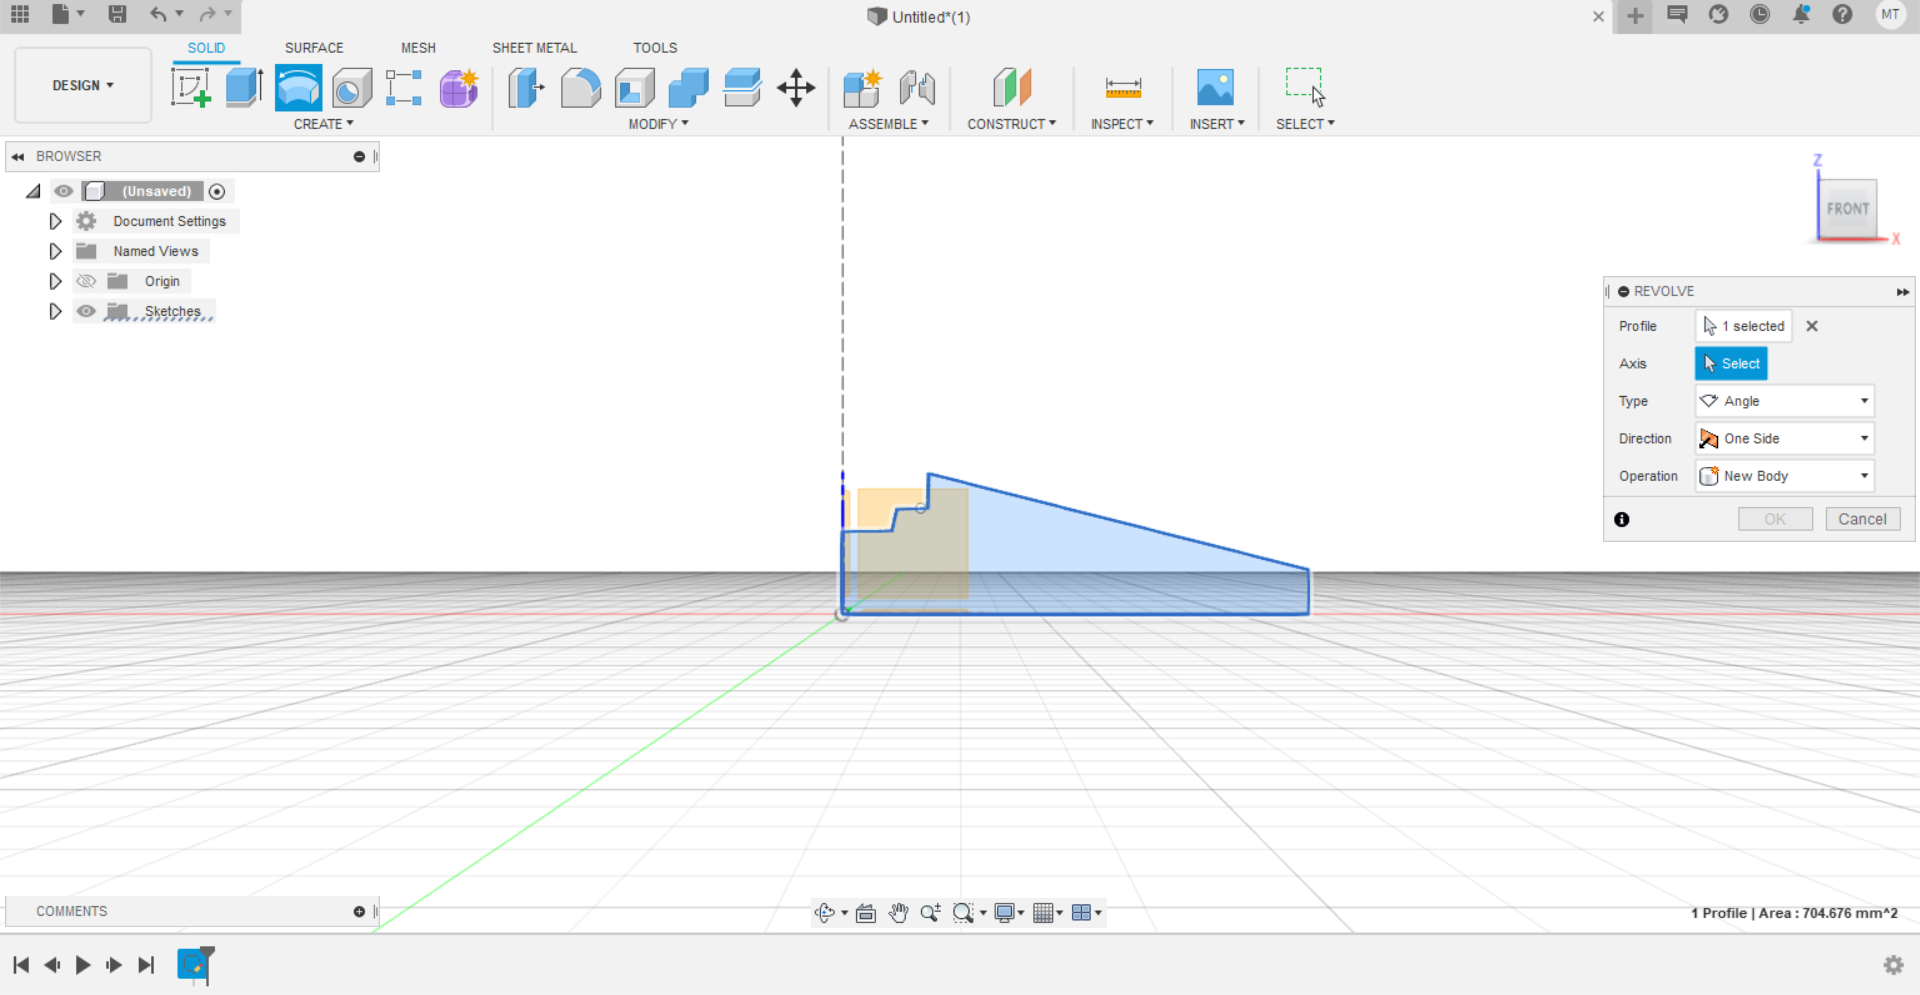 Untitled*(1)
MT
SOLID SURFACE MESH SHEET METAL TOOLS
DESIGN
CREATE MODIFY ASSEMBLE CONSTRUCT INSPECT INSERT SELECT
BROWSER
(Unsaved)
Document Settings
Named Views
Origin
Sketches
Z
FRONT
X
REVOLVE
Profile 1 selected
Axis Select
Type Angle
Direction One Side
Operation New Body
OK Cancel
COMMENTS
1 Profile | Area : 704.676 mm^2